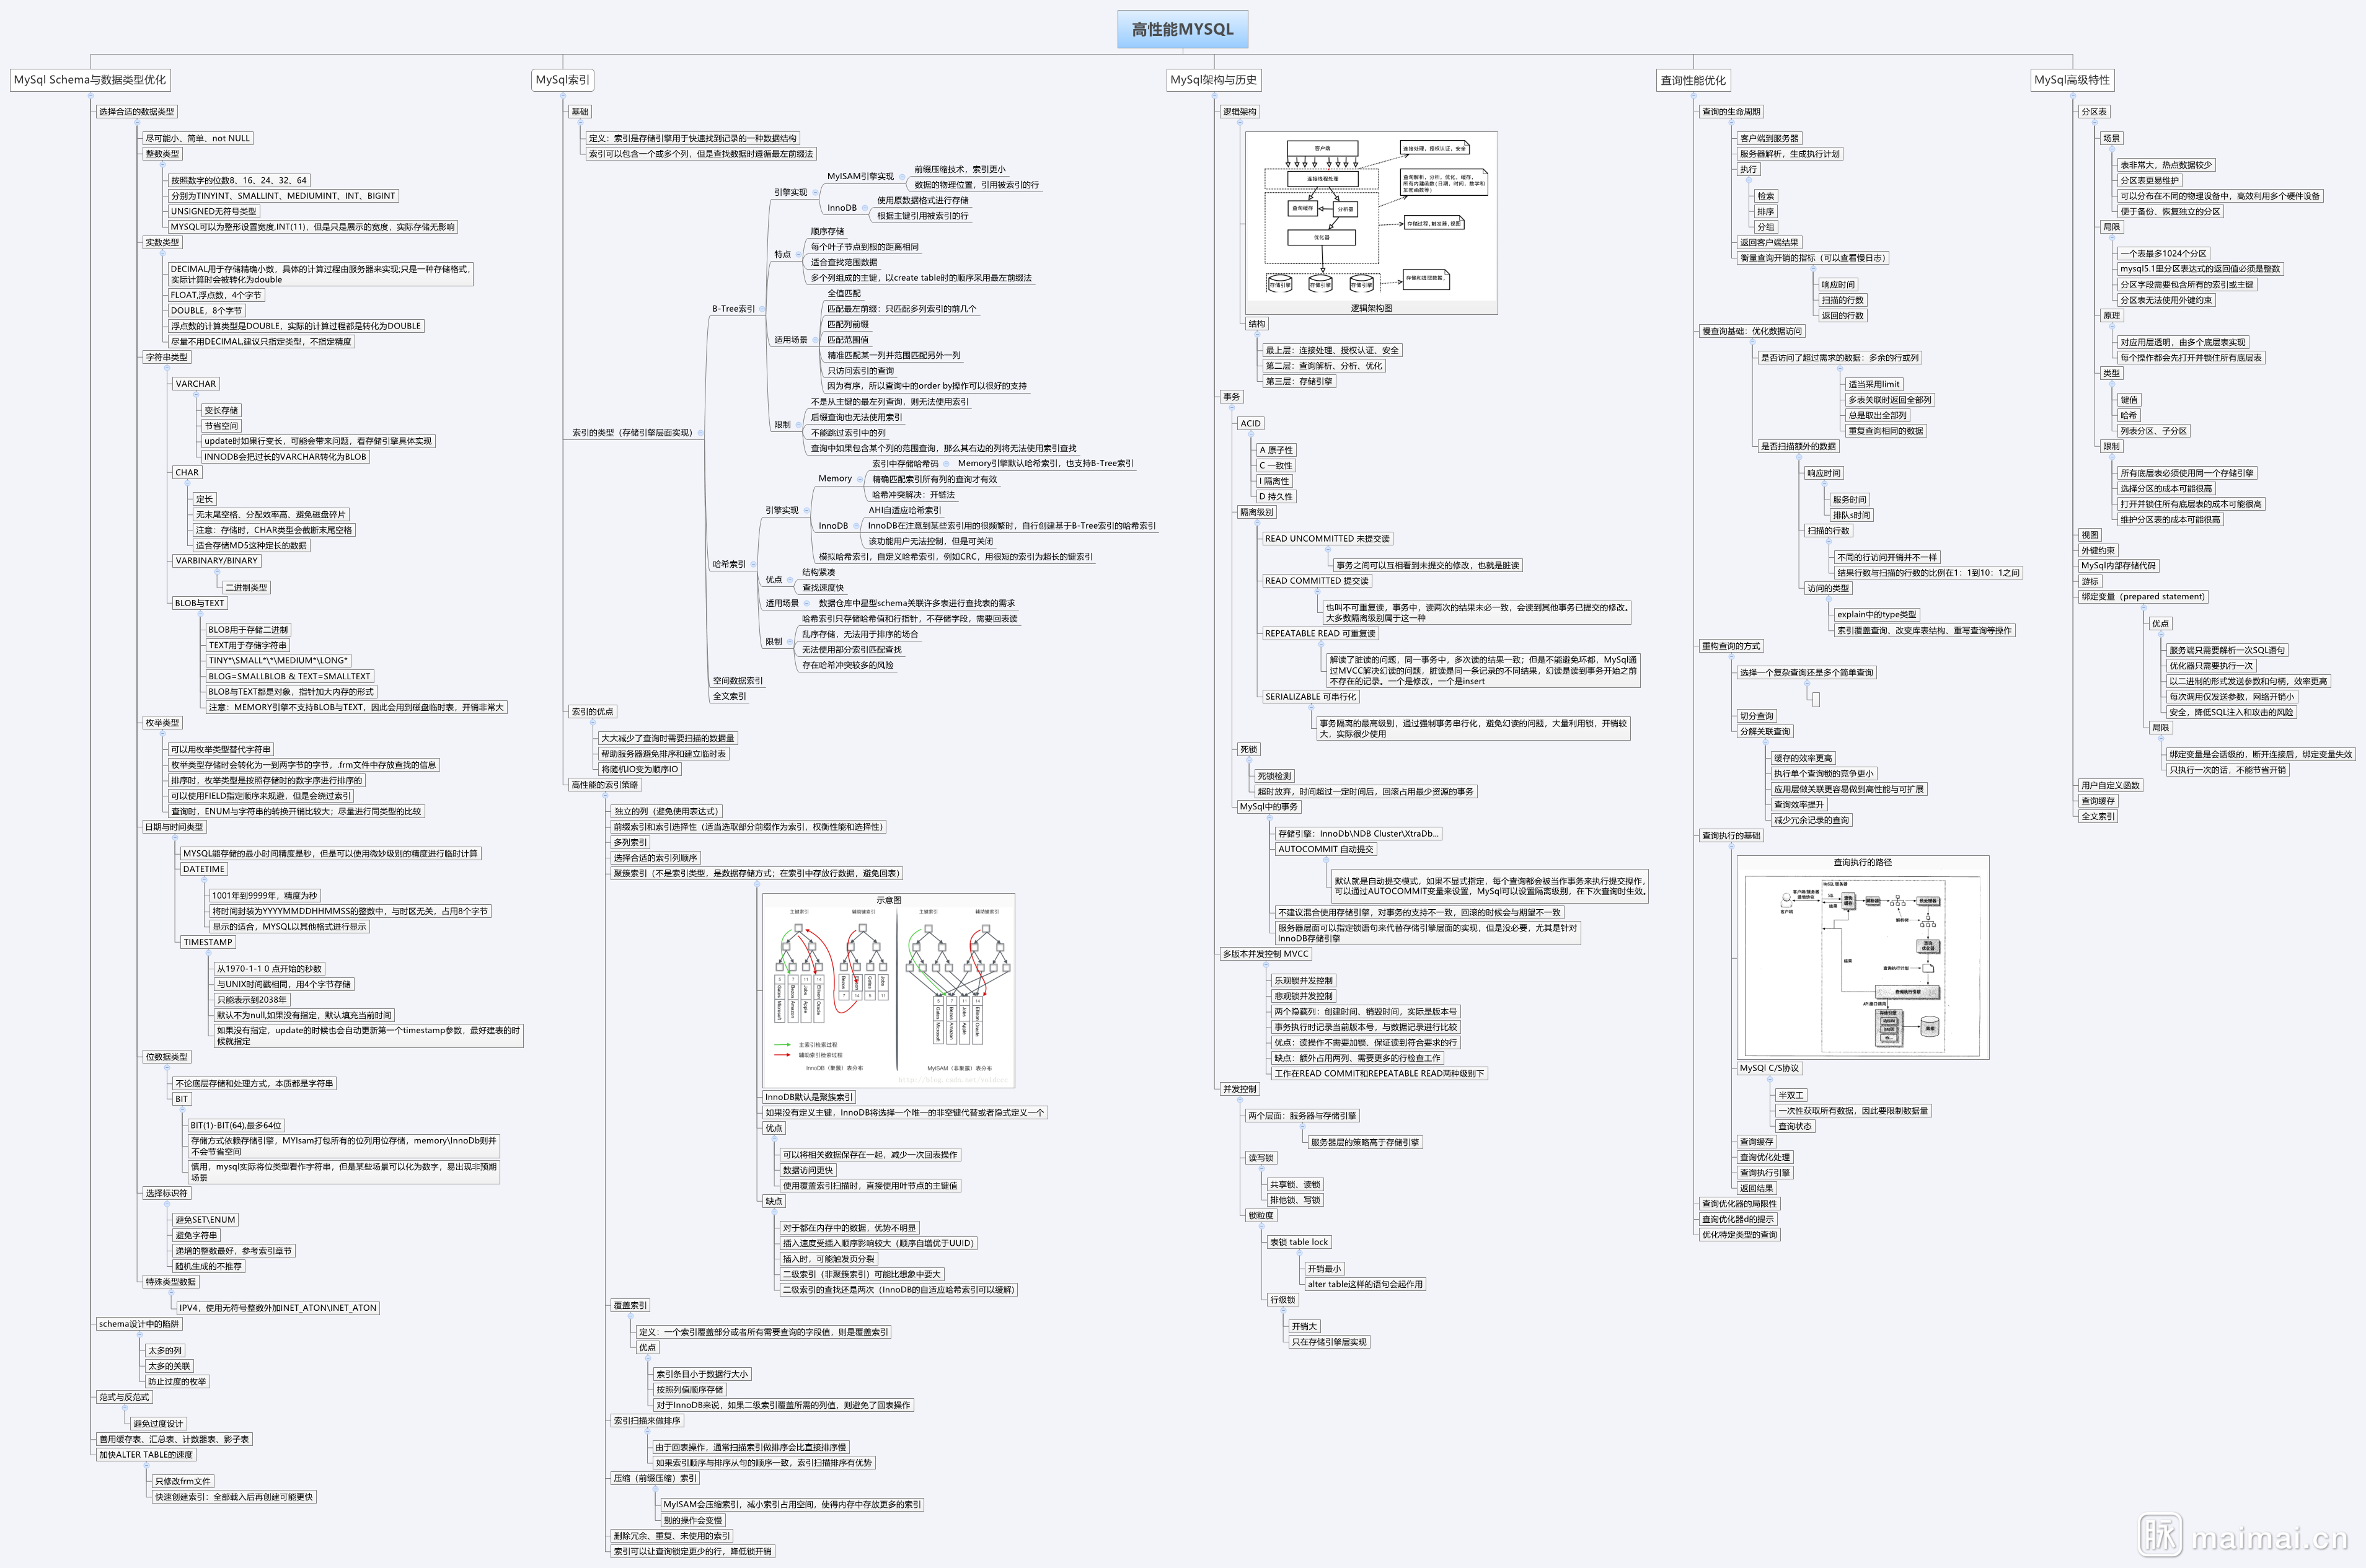 高性能MYSQL
MySql Schema与数据类型优化
选择合适的数据类型
尽可能小、简单、not NULL
整数类型
按照数字的位数8、16、24、32、64
分别为TINYINT、SMALLINT、MEDIUMINT、INT、BIGINT
UNSIGNED无符号类型
MYSQL可以为整形设置宽度,INT(11)，但是只是展示的宽度，实际存储无影响
实数类型
DECIMAL用于存储精确小数，具体的计算过程由服务器来实现;只是一种存储格式，
实际计算时会被转化为double
FLOAT,浮点数，4个字节
DOUBLE，8个字节
浮点数的计算类型是DOUBLE，实际的计算过程都是转化为DOUBLE
尽量不用DECIMAL,建议只指定类型，不指定精度
字符串类型
VARCHAR
变长存储
节省空间
update时如果行变长，可能会带来问题，看存储引擎具体实现
INNODB会把过长的VARCHAR转化为BLOB
CHAR
定长
无末尾空格、分配效率高、避免磁盘碎片
注意：存储时，CHAR类型会截断末尾空格
适合存储MD5这种定长的数据
VARBINARY/BINARY
二进制类型
BLOB与TEXT
BLOB用于存储二进制
TEXT用于存储字符串
TINY*\SMALL*\*\MEDIUM*\LONG*
BLOG=SMALLBLOB & TEXT=SMALLTEXT
BLOB与TEXT都是对象，指针加大内存的形式
注意：MEMORY引擎不支持BLOB与TEXT，因此会用到磁盘临时表，开销非常大
枚举类型
可以用枚举类型替代字符串
枚举类型存储时会转化为一到两字节的字节，.frm文件中存放查找的信息
排序时，枚举类型是按照存储时的数字序进行排序的
可以使用FIELD指定顺序来规避，但是会绕过索引
查询时，ENUM与字符串的转换开销比较大；尽量进行同类型的比较
日期与时间类型
MYSQL能存储的最小时间精度是秒，但是可以使用微妙级别的精度进行临时计算
DATETIME
1001年到9999年，精度为秒
将时间封装为YYYYMMDDHHMMSS的整数中，与时区无关，占用8个字节
显示的适合，MYSQL以其他格式进行显示
TIMESTAMP
从1970-1-1 0 点开始的秒数
与UNIX时间戳相同，用4个字节存储
只能表示到2038年
默认不为null,如果没有指定，默认填充当前时间
如果没有指定，update的时候也会自动更新第一个timestamp参数，最好建表的时
候就指定
位数据类型
不论底层存储和处理方式，本质都是字符串
BIT
BIT(1)-BIT(64),最多64位
存储方式依赖存储引擎，MYIsam打包所有的位列用位存储，memory\InnoDb则并
不会节省空间
慎用，mysql实际将位类型看作字符串，但是某些场景可以化为数字，易出现非预期
场景
选择标识符
避免SET\ENUM
避免字符串
递增的整数最好，参考索引章节
随机生成的不推荐
特殊类型数据
IPV4，使用无符号整数外加INET_ATON\INET_ATON
schema设计中的陷阱
太多的列
太多的关联
防止过度的枚举
范式与反范式
避免过度设计
善用缓存表、汇总表、计数器表、影子表
加快ALTER TABLE的速度
只修改frm文件
快速创建索引：全部载入后再创建可能更快
MySql索引
基础
定义：索引是存储引擎用于快速找到记录的一种数据结构
索引可以包含一个或多个列，但是查找数据时遵循最左前缀法
索引的类型（存储引擎层面实现）
B-Tree索引
引擎实现
MyISAM引擎实现
前缀压缩技术，索引更小
数据的物理位置，引用被索引的行
InnoDB
使用原数据格式进行存储
根据主键引用被索引的行
特点
顺序存储
每个叶子节点到根的距离相同
适合查找范围数据
多个列组成的主键，以create table时的顺序采用最左前缀法
适用场景
全值匹配
匹配最左前缀：只匹配多列索引的前几个
匹配列前缀
匹配范围值
精准匹配某一列并范围匹配另外一列
只访问索引的查询
因为有序，所以查询中的order by操作可以很好的支持
限制
不是从主键的最左列查询，则无法使用索引
后缀查询也无法使用索引
不能跳过索引中的列
查询中如果包含某个列的范围查询，那么其右边的列将无法使用索引查找
哈希索引
引擎实现
Memory
索引中存储哈希码
Memory引擎默认哈希索引，也支持B-Tree索引
精确匹配索引所有列的查询才有效
哈希冲突解决：开链法
InnoDB
AHI自适应哈希索引
InnoDB在注意到某些索引用的很频繁时，自行创建基于B-Tree索引的哈希索引
该功能用户无法控制，但是可关闭
模拟哈希索引，自定义哈希索引，例如CRC，用很短的索引为超长的键索引
优点
结构紧凑
查找速度快
适用场景
数据仓库中星型schema关联许多表进行查找表的需求
限制
哈希索引只存储哈希值和行指针，不存储字段，需要回表读
乱序存储，无法用于排序的场合
无法使用部分索引匹配查找
存在哈希冲突较多的风险
空间数据索引
全文索引
索引的优点
大大减少了查询时需要扫描的数据量
帮助服务器避免排序和建立临时表
将随机IO变为顺序IO
高性能的索引策略
独立的列（避免使用表达式）
前缀索引和索引选择性（适当选取部分前缀作为索引，权衡性能和选择性）
多列索引
选择合适的索引列顺序
聚簇索引（不是索引类型，是数据存储方式；在索引中存放行数据，避免回表）
示意图
主键索引
辅助键索引
主键索引
辅助键索引
主索引检索过程
辅助索引检索过程
InnoDB（聚簇）表分布
MyISAM（非聚簇）表分布
InnoDB默认是聚簇索引
如果没有定义主键，InnoDB将选择一个唯一的非空键代替或者隐式定义一个
优点
可以将相关数据保存在一起，减少一次回表操作
数据访问更快
使用覆盖索引扫描时，直接使用叶节点的主键值
缺点
对于都在内存中的数据，优势不明显
插入速度受插入顺序影响较大（顺序自增优于UUID）
插入时，可能触发页分裂
二级索引（非聚簇索引）可能比想象中要大
二级索引的查找还是两次（InnoDB的自适应哈希索引可以缓解）
覆盖索引
定义：一个索引覆盖部分或者所有需要查询的字段值，则是覆盖索引
优点
索引条目小于数据行大小
按照列值顺序存储
对于InnoDB来说，如果二级索引覆盖所需的列值，则避免了回表操作
索引扫描来做排序
由于回表操作，通常扫描索引做排序会比直接排序慢
如果索引顺序与排序从句的顺序一致，索引扫描排序有优势
压缩（前缀压缩）索引
MyISAM会压缩索引，减小索引占用空间，使得内存中存放更多的索引
别的操作会变慢
删除冗余、重复、未使用的索引
索引可以让查询锁定更少的行，降低锁开销
MySql架构与历史
逻辑架构
客户端
连接处理，授权认证，安全
连接线程处理
查询解析，分析，优化，缓存，
所有内建函数（日期，时间，数学和
加密函数等）
查询缓存
分析器
存储过程，触发器，视图
优化器
存储和提取数据，
存储引擎
存储引擎
存储引擎
逻辑架构图
结构
最上层：连接处理、授权认证、安全
第二层：查询解析、分析、优化
第三层：存储引擎
事务
ACID
A 原子性
C 一致性
I 隔离性
D 持久性
隔离级别
READ UNCOMMITTED 未提交读
事务之间可以互相看到未提交的修改，也就是脏读
READ COMMITTED 提交读
也叫不可重复读，事务中，读两次的结果未必一致，会读到其他事务已提交的修改。
大多数隔离级别属于这一种
REPEATABLE READ 可重复读
解读了脏读的问题，同一事务中，多次读的结果一致；但是不能避免环都，MySql通
过MVCC解决幻读的问题，脏读是同一条记录的不同结果，幻读是读到事务开始之前
不存在的记录。一个是修改，一个是insert
SERIALIZABLE 可串行化
事务隔离的最高级别，通过强制事务串行化，避免幻读的问题，大量利用锁，开销较
大，实际很少使用
死锁
死锁检测
超时放弃，时间超过一定时间后，回滚占用最少资源的事务
MySql中的事务
存储引擎：InnoDb\NDB Cluster\XtraDb...
AUTOCOMMIT 自动提交
默认就是自动提交模式，如果不显式指定，每个查询都会被当作事务来执行提交操作，
可以通过AUTOCOMMIT变量来设置，MySql可以设置隔离级别，在下次查询时生效。
不建议混合使用存储引擎，对事务的支持不一致，回滚的时候会与期望不一致
服务器层面可以指定锁语句来代替存储引擎层面的实现，但是没必要，尤其是针对
InnoDB存储引擎
多版本并发控制 MVCC
乐观锁并发控制
悲观锁并发控制
两个隐藏列：创建时间、销毁时间，实际是版本号
事务执行时记录当前版本号，与数据记录进行比较
优点：读操作不需要加锁、保证读到符合要求的行
缺点：额外占用两列、需要更多的行检查工作
工作在READ COMMIT和REPEATABLE READ两种级别下
并发控制
两个层面：服务器与存储引擎
服务器层的策略高于存储引擎
读写锁
共享锁、读锁
排他锁、写锁
锁粒度
表锁 table lock
开销最小
alter table这样的语句会起作用
行级锁
开销大
只在存储引擎层实现
查询性能优化
查询的生命周期
客户端到服务器
服务器解析，生成执行计划
执行
检索
排序
分组
返回客户端结果
衡量查询开销的指标（可以查看慢日志）
响应时间
扫描的行数
返回的行数
慢查询基础：优化数据访问
是否访问了超过需求的数据：多余的行或列
适当采用limit
多表关联时返回全部列
总是取出全部列
重复查询相同的数据
是否扫描额外的数据
响应时间
服务时间
排队s时间
扫描的行数
不同的行访问开销并不一样
结果行数与扫描的行数的比例在1：1到10：1之间
访问的类型
explain中的type类型
索引覆盖查询、改变库表结构、重写查询等操作
重构查询的方式
选择一个复杂查询还是多个简单查询
切分查询
分解关联查询
缓存的效率更高
执行单个查询锁的竞争更小
应用层做关联更容易做到高性能与可扩展
查询效率提升
减少冗余记录的查询
查询执行的基础
查询执行的路径
MySQL C/S协议
半双工
一次性获取所有数据，因此要限制数据量
查询状态
查询缓存
查询优化处理
查询执行引擎
返回结果
查询优化器的局限性
查询优化器d的提示
优化特定类型的查询
MySql高级特性
分区表
场景
表非常大，热点数据较少
分区表更易维护
可以分布在不同的物理设备中，高效利用多个硬件设备
便于备份、恢复独立的分区
局限
一个表最多1024个分区
mysql5.1里分区表达式的返回值必须是整数
分区字段需要包含所有的索引或主键
分区表无法使用外键约束
原理
对应用层透明，由多个底层表实现
每个操作都会先打开并锁住所有底层表
类型
键值
哈希
列表分区、子分区
限制
所有底层表必须使用同一个存储引擎
选择分区的成本可能很高
打开并锁住所有底层表的成本可能很高
维护分区表的成本可能很高
视图
外键约束
MySql内部存储代码
游标
绑定变量（prepared statement)
优点
服务端只需要解析一次SQL语句
优化器只需要执行一次
以二进制的形式发送参数和句柄，效率更高
每次调用仅发送参数，网络开销小
安全，降低SQL注入和攻击的风险
局限
绑定变量是会话级的，断开连接后，绑定变量失效
只执行一次的话，不能节省开销
用户自定义函数
查询缓存
全文索引
脉 maimai.cn